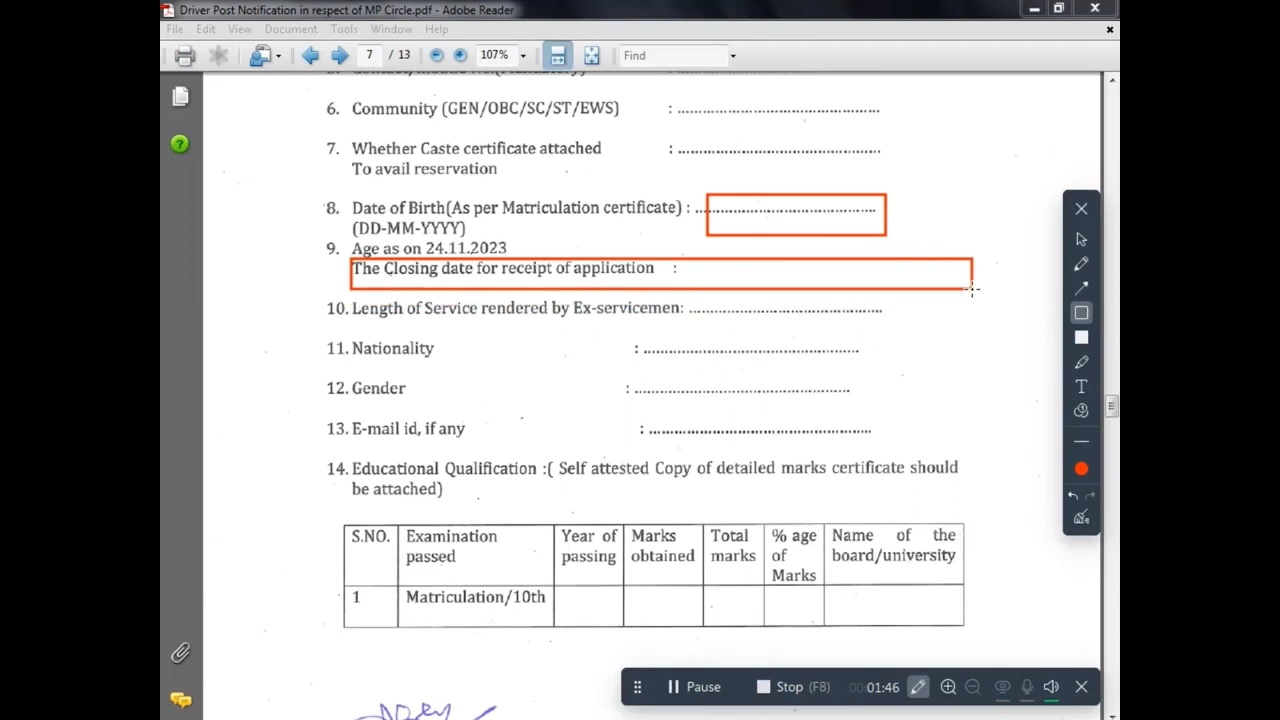 Driver Post Notification in respect of MP Circle.pdf - Adobe Reader
File Edit View Document Tools Window Help
7 / 13 107% Find
6. Community (GEN/OBC/SC/ST/EWS) : ........................................
7. Whether Caste certificate attached : ........................................
To avail reservation
8. Date of Birth(As per Matriculation certificate) : ........................................
(DD-MM-YYYY)
9. Age as on 24.11.2023
The Closing date for receipt of application :
10. Length of Service rendered by Ex-servicemen: ........................................
11. Nationality : ........................................
12. Gender : ........................................
13. E-mail id, if any : ........................................
14. Educational Qualification :( Self attested Copy of detailed marks certificate should
be attached)
S.NO. Examination passed Year of passing Marks obtained Total marks % age of Marks Name of the board/university
1 Matriculation/10th
Pause Stop (F8) 00:01:46